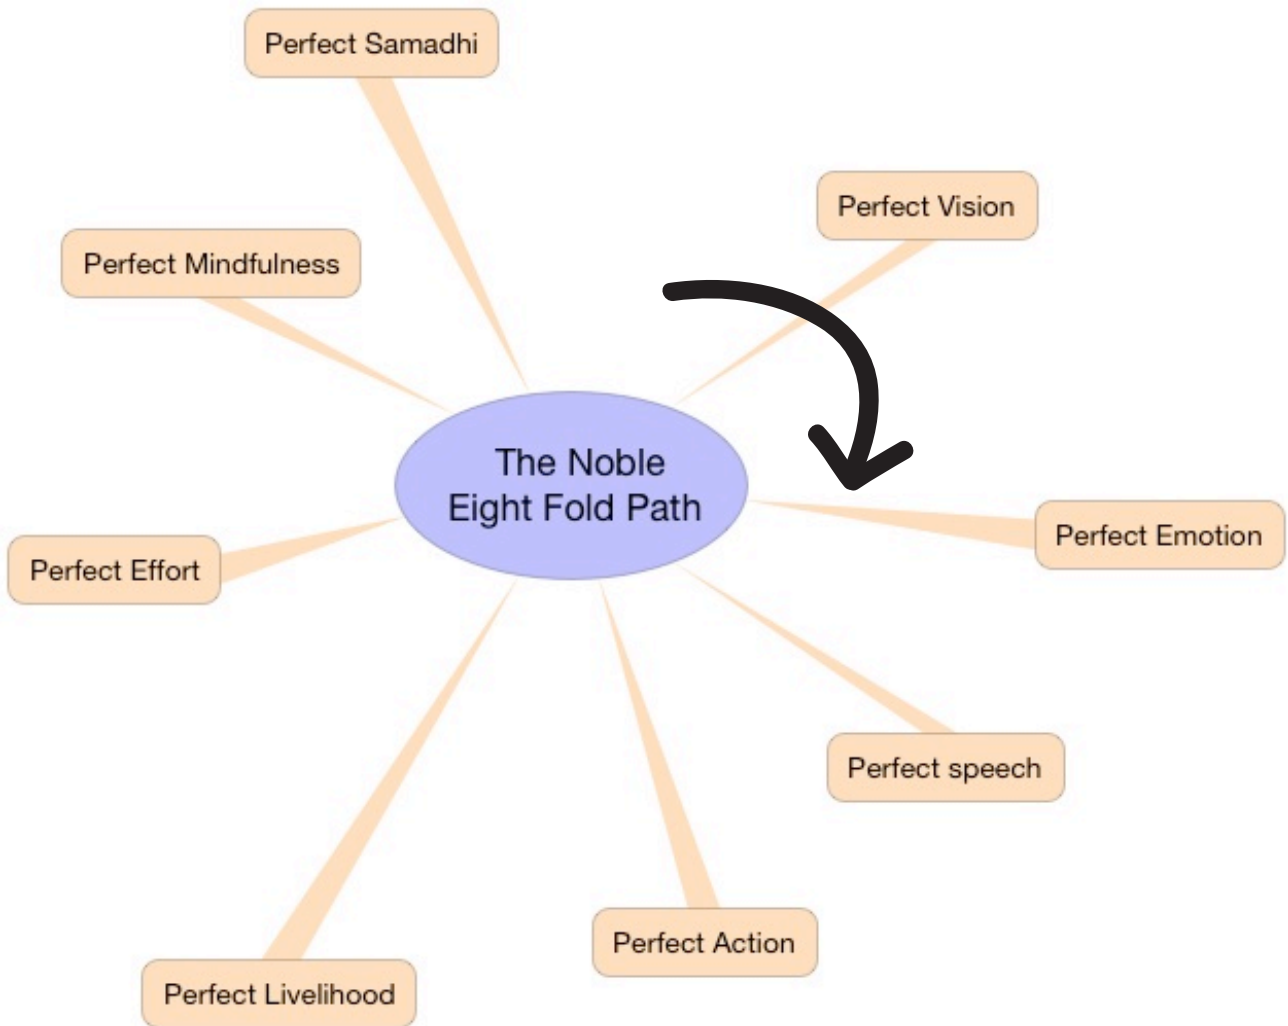 The Noble
Eight Fold Path
Perfect Vision
Perfect Emotion
Perfect speech
Perfect Action
Perfect Livelihood
Perfect Effort
Perfect Mindfulness
Perfect Samadhi